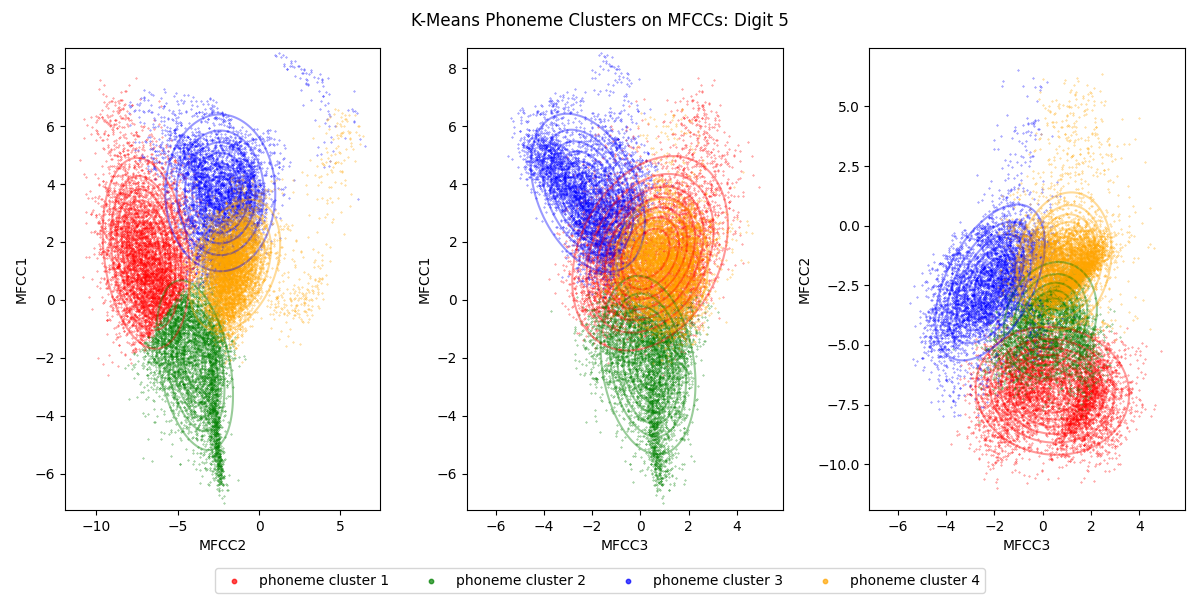 K-Means Phoneme Clusters on MFCCs: Digit 5
8
6
4
2
0
−2
−4
−6
MFCC1
−10 −5 0 5
MFCC2
8
6
4
2
0
−2
−4
−6
MFCC1
−6 −4 −2 0 2 4
MFCC3
5.0
2.5
0.0
−2.5
−5.0
−7.5
−10.0
MFCC2
−6 −4 −2 0 2 4
MFCC3
phoneme cluster 1 phoneme cluster 2 phoneme cluster 3 phoneme cluster 4